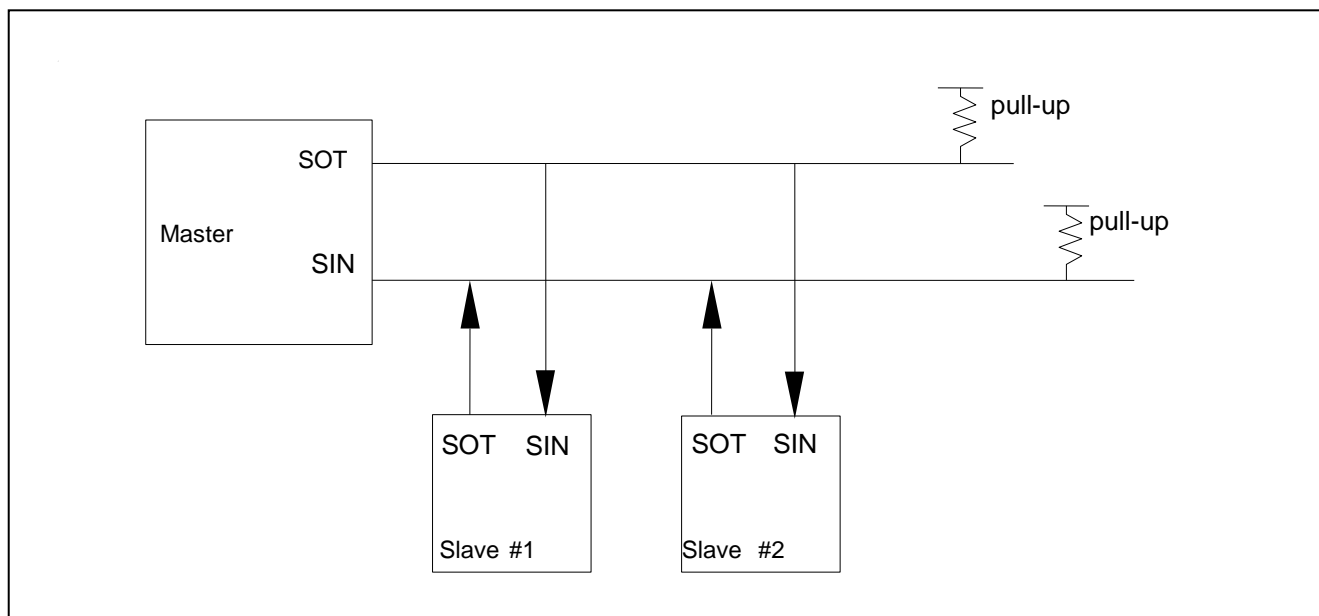 pull-up
SOT
pull-up
Master
SIN
SOT SIN
SOT SIN
Slave #1
Slave #2